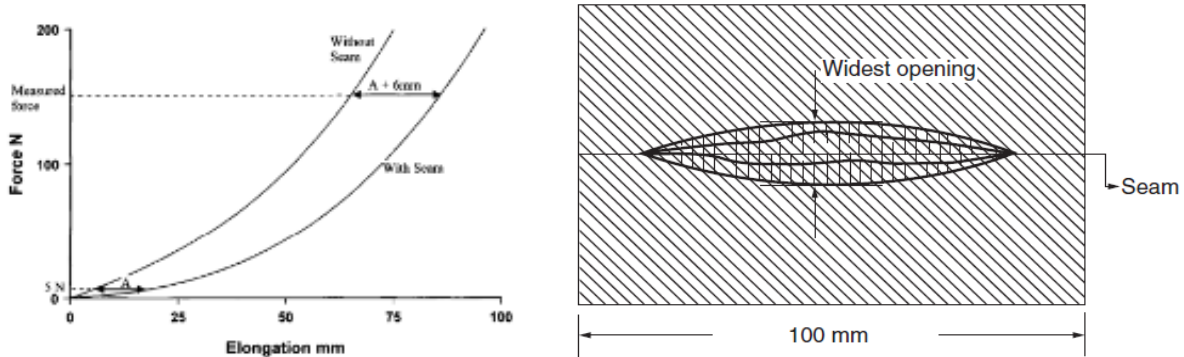 200
Without
Seam
Measured
force
A + 6mm
Force N
100
With Seam
5 N
A
0
0
25
50
75
100
Elongation mm
Widest opening
Seam
100 mm